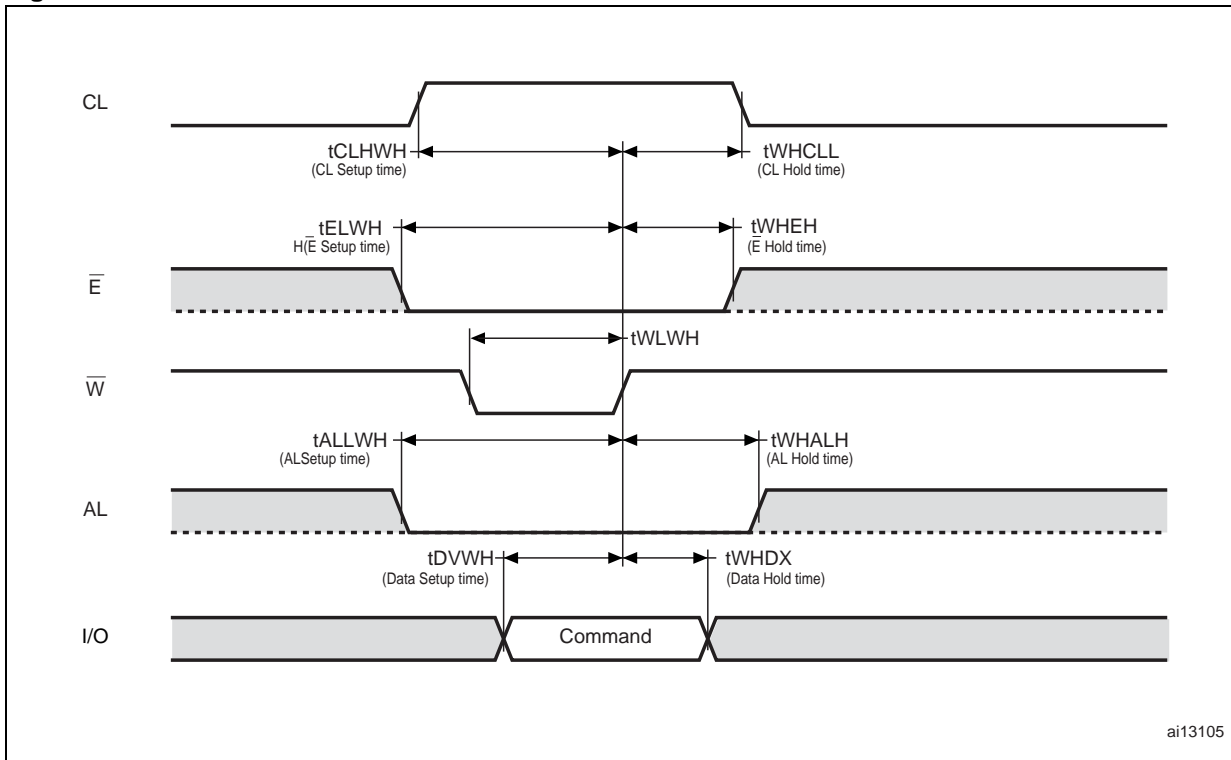 CL
tCLHWH
(CL Setup time)
tWHCLL
(CL Hold time)
tELWH
H(E̅ Setup time)
tWHEH
(E̅ Hold time)
E̅
tWLWH
W̅
tALLWH
(ALSetup time)
tWHALH
(AL Hold time)
AL
tDVWH
(Data Setup time)
tWHDX
(Data Hold time)
I/O
Command
ai13105